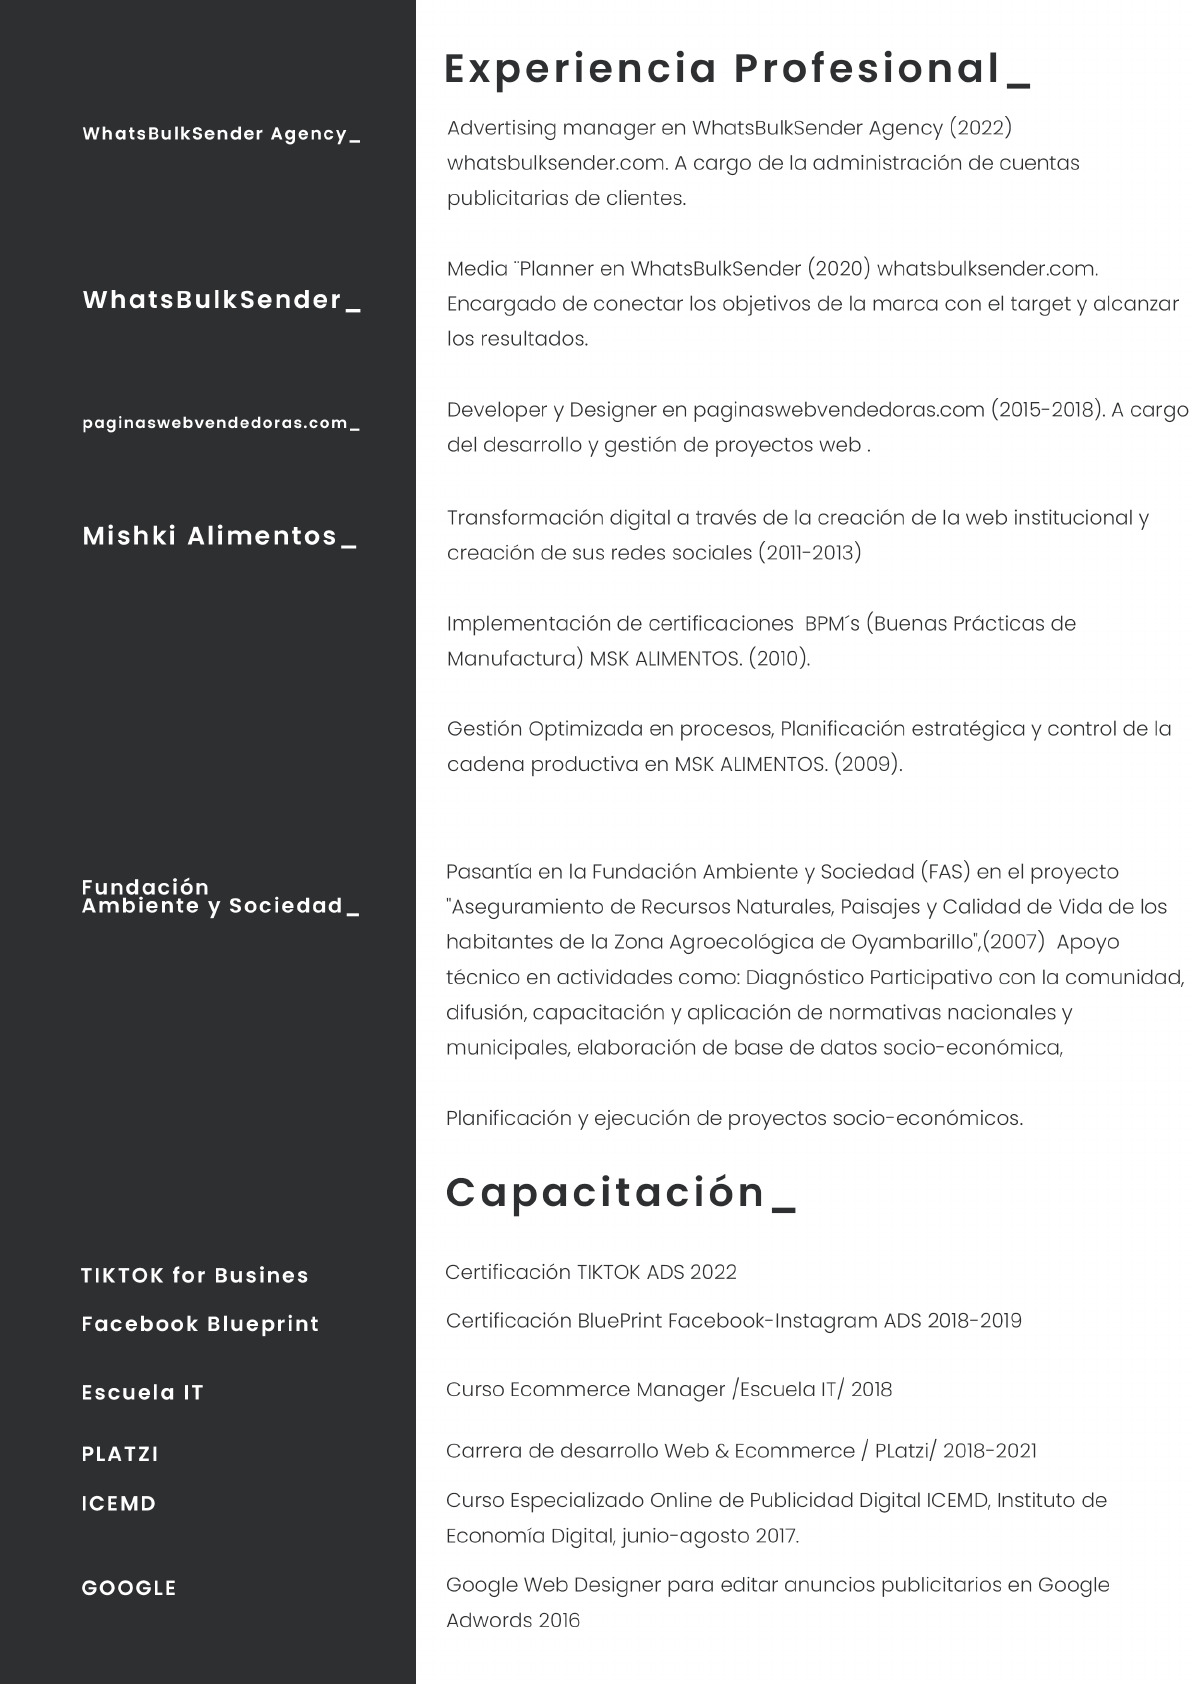 Experiencia Profesional_
WhatsBulkSender Agency_
Advertising manager en WhatsBulkSender Agency (2022)
whatsbulksender.com. A cargo de la administración de cuentas
publicitarias de clientes.
WhatsBulkSender_
Media ¨Planner en WhatsBulkSender (2020) whatsbulksender.com.
Encargado de conectar los objetivos de la marca con el target y alcanzar
los resultados.
paginaswebvendedoras.com_
Developer y Designer en paginaswebvendedoras.com (2015-2018). A cargo
del desarrollo y gestión de proyectos web .
Mishki Alimentos_
Transformación digital a través de la creación de la web institucional y
creación de sus redes sociales (2011-2013)
Implementación de certificaciones  BPM´s (Buenas Prácticas de
Manufactura) MSK ALIMENTOS. (2010).
Gestión Optimizada en procesos, Planificación estratégica y control de la
cadena productiva en MSK ALIMENTOS. (2009).
Fundación
Ambiente y Sociedad_
Pasantía en la Fundación Ambiente y Sociedad (FAS) en el proyecto
"Aseguramiento de Recursos Naturales, Paisajes y Calidad de Vida de los
habitantes de la Zona Agroecológica de Oyambarillo",(2007)  Apoyo
técnico en actividades como: Diagnóstico Participativo con la comunidad,
difusión, capacitación y aplicación de normativas nacionales y
municipales, elaboración de base de datos socio-económica,
Planificación y ejecución de proyectos socio-económicos.
Capacitación_
TIKTOK for Busines
Certificación TIKTOK ADS 2022
Facebook Blueprint
Certificación BluePrint Facebook-Instagram ADS 2018-2019
Escuela IT
Curso Ecommerce Manager /Escuela IT/ 2018
PLATZI
Carrera de desarrollo Web & Ecommerce / PLatzi/ 2018-2021
ICEMD
Curso Especializado Online de Publicidad Digital ICEMD, Instituto de
Economía Digital, junio-agosto 2017.
GOOGLE
Google Web Designer para editar anuncios publicitarios en Google
Adwords 2016